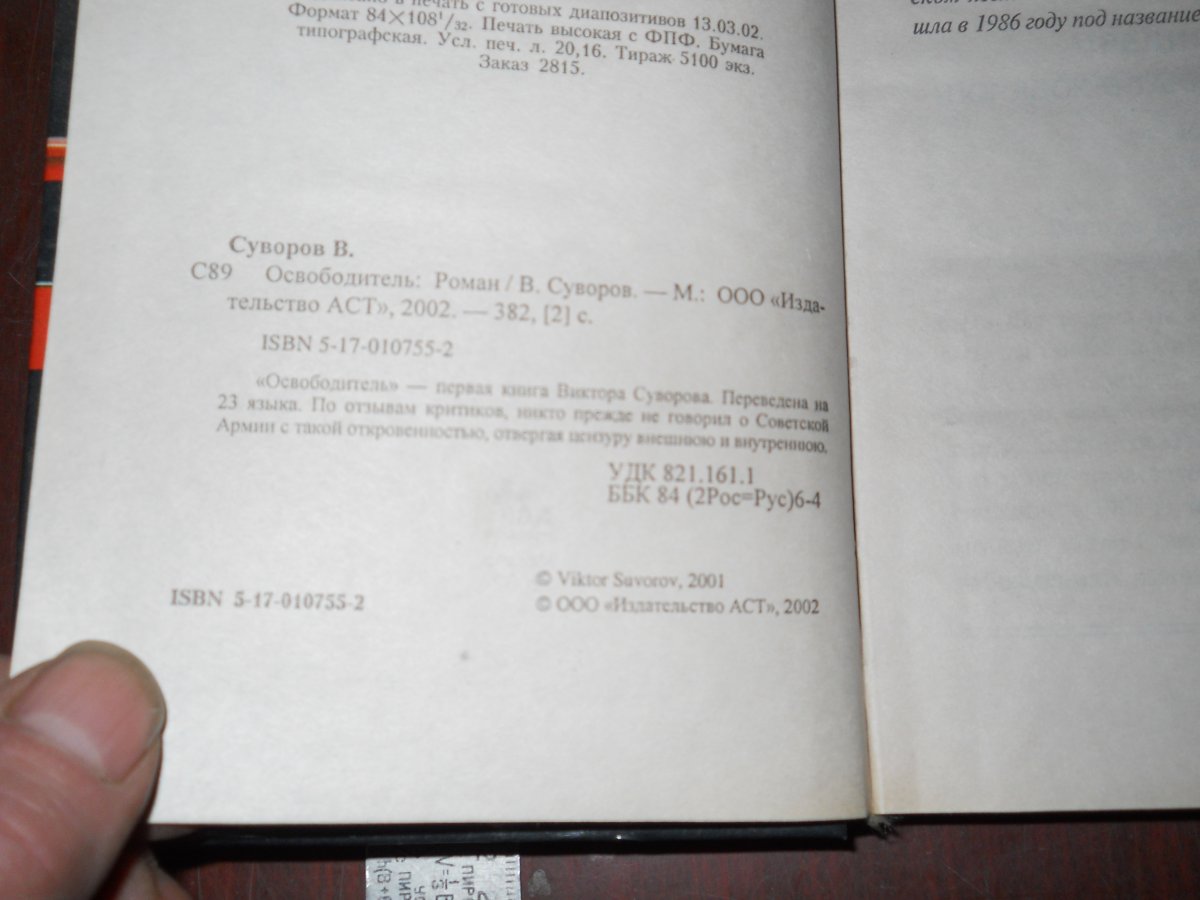 в печать с готовых диапозитивов 13.03.02.
Формат 84×108¹/₃₂. Печать высокая с ФПФ. Бумага
типографская. Усл. печ. л. 20,16. Тираж 5100 экз.
Заказ 2815.
Суворов В.
С89 Освободитель: Роман / В. Суворов. — М.: ООО «Изда-
тельство АСТ», 2002. — 382, [2] с.
ISBN 5-17-010755-2
«Освободитель» — первая книга Виктора Суворова. Переведена на
23 языка. По отзывам критиков, никто прежде не говорил о Советской
Армии с такой откровенностью, отвергая цензуру внешнюю и внутреннюю.
УДК 821.161.1
ББК 84 (2Рос=Рус)6-4
© Viktor Suvorov, 2001
ISBN 5-17-010755-2 © ООО «Издательство АСТ», 2002
шла в 1986 году под название